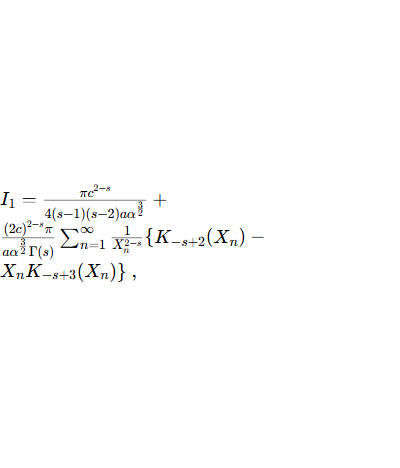 $I_1 = \frac{\pi c^{2-s}}{4(s-1)(s-2)a\alpha^{\frac{3}{2}}} +$
$\frac{(2c)^{2-s}\pi}{a\alpha^{\frac{3}{2}}\Gamma(s)} \sum_{n=1}^{\infty} \frac{1}{X_n^{2-s}} \{K_{-s+2}(X_n) -$
$X_n K_{-s+3}(X_n)\} ,$